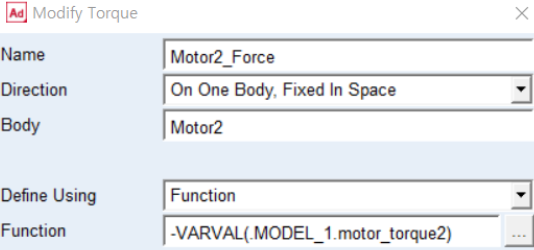 Ad Modify Torque
Name Motor2_Force
Direction On One Body, Fixed In Space
Body Motor2
Define Using Function
Function -VARVAL(.MODEL_1.motor_torque2) ...